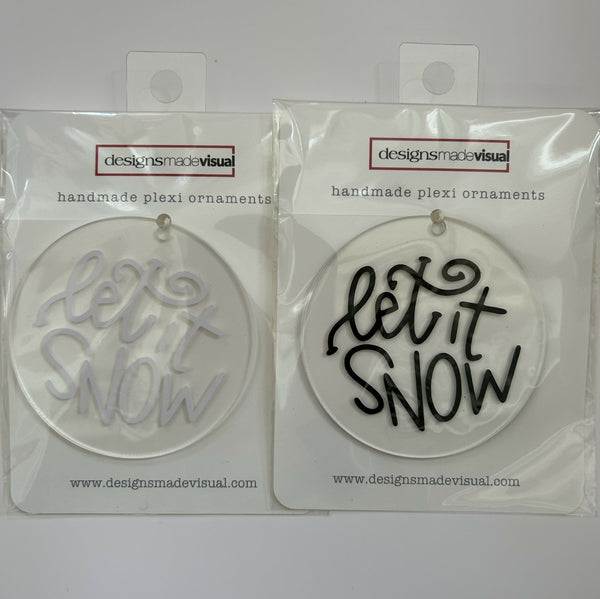 designsmadevisual
handmade plexi ornaments
let it
SNOW
www.designsmadevisual.com
designsmadevisual
handmade plexi ornaments
let it
SNOW
www.designsmadevisual.com